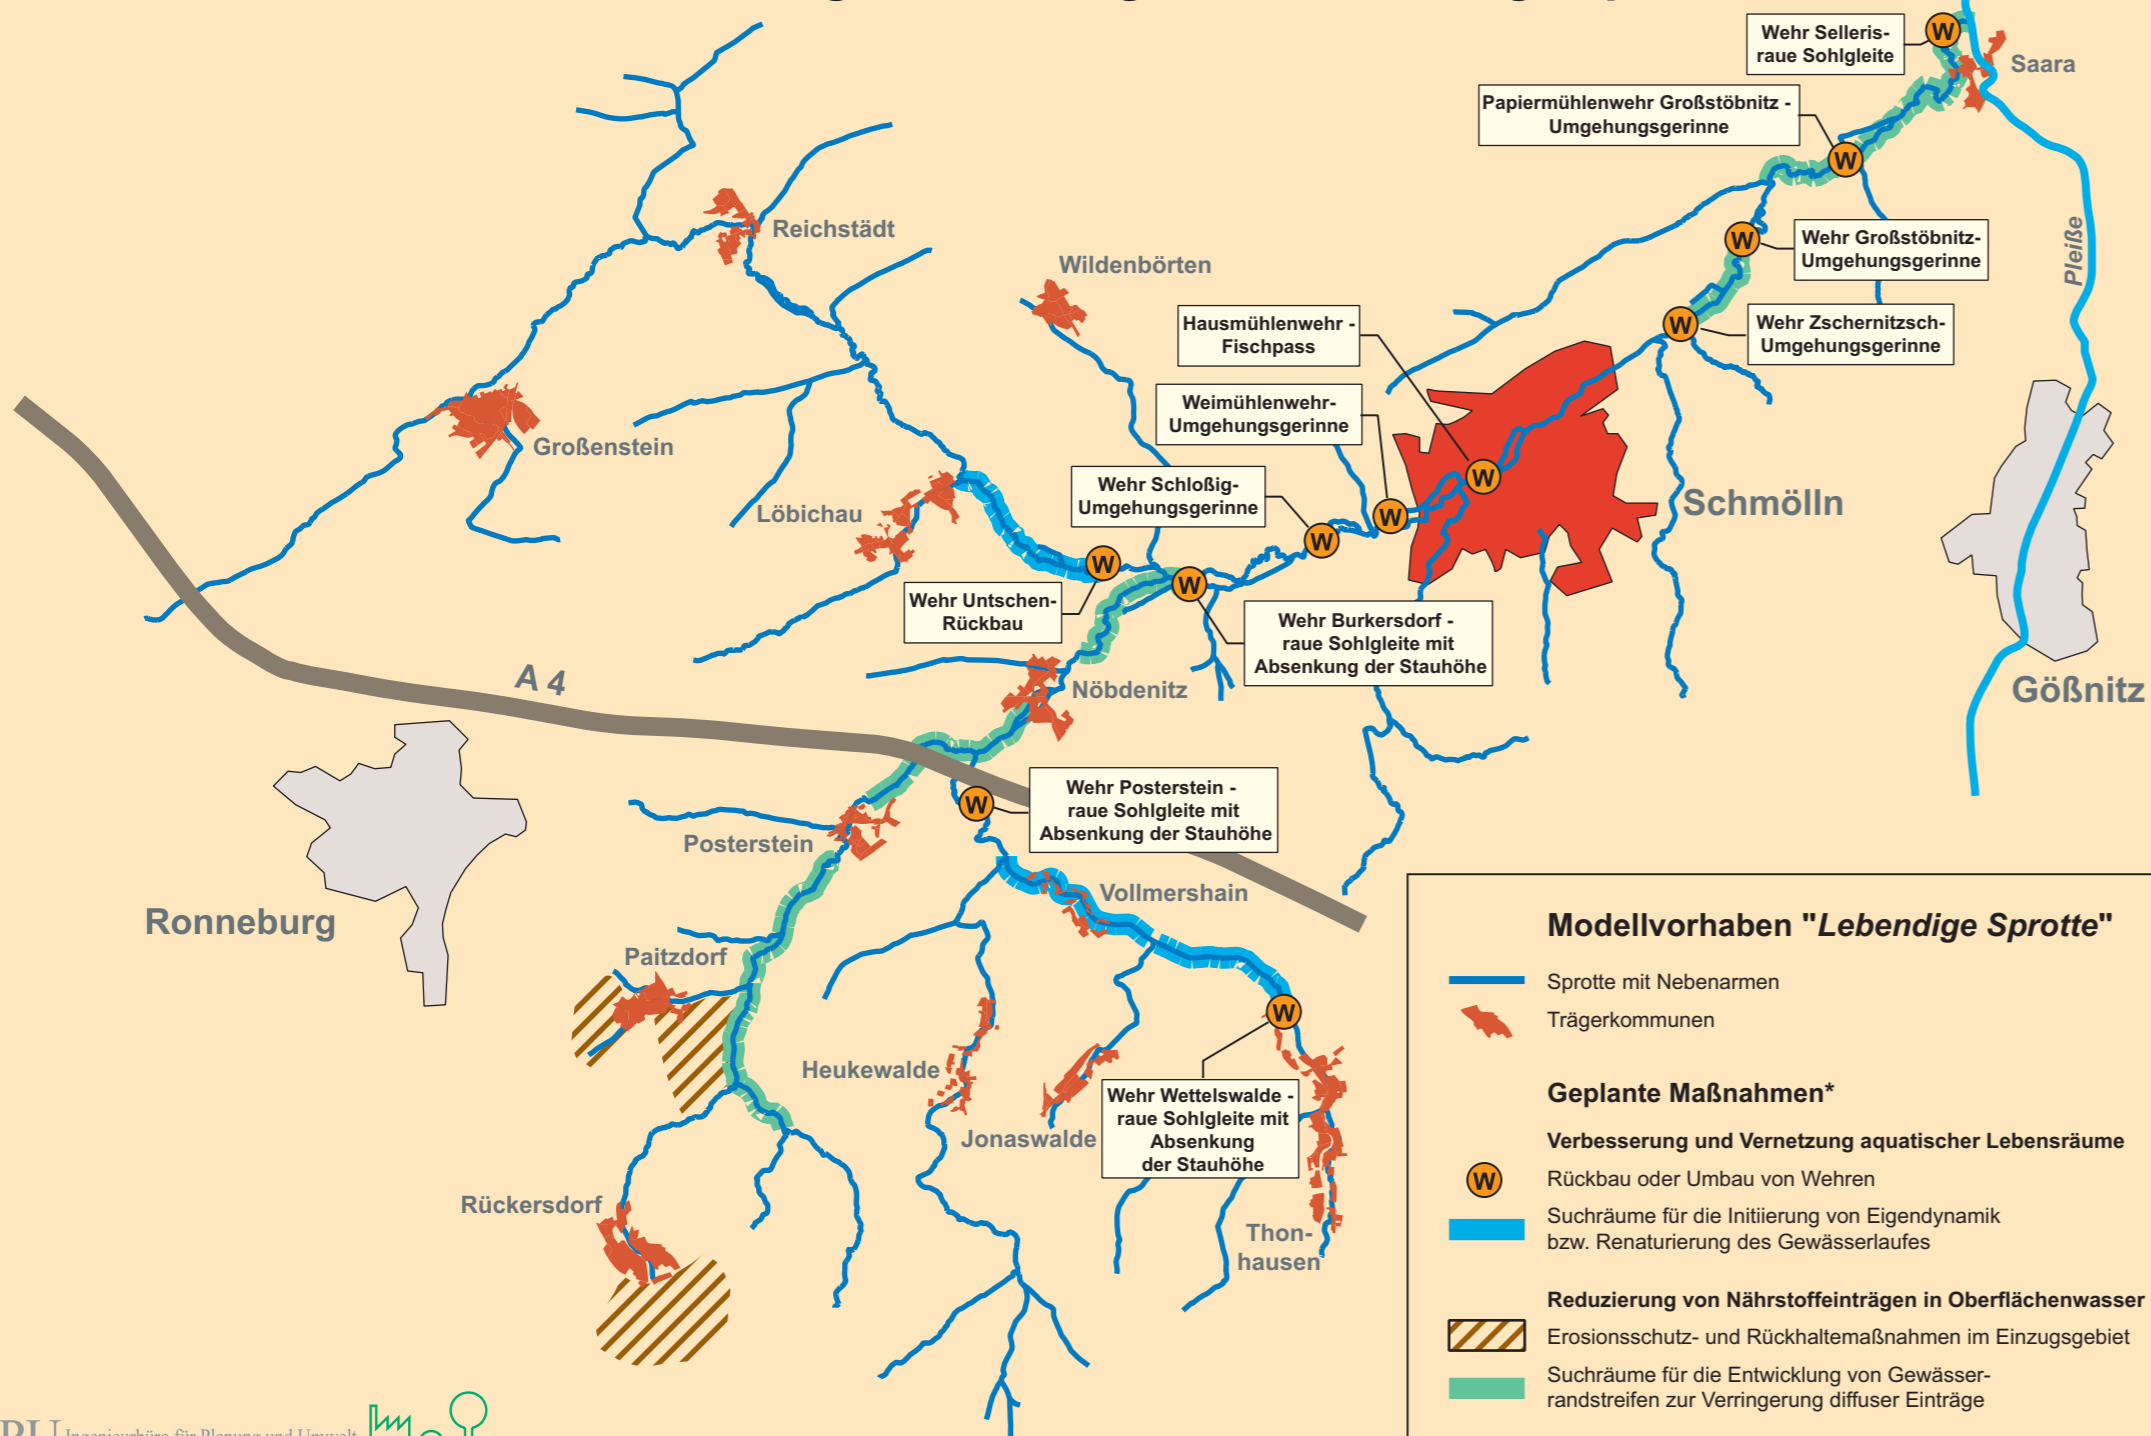 Wehr Selleris-
raue Sohlgleite
Saara
Papiermühlenwehr Großstöbnitz -
Umgehungsgerinne
Reichstädt
Wehr Großstöbnitz-
Umgehungsgerinne
Pleiße
Wildenbörten
Hausmühlenwehr -
Fischpass
Wehr Zschernitzsch-
Umgehungsgerinne
Weimühlenwehr-
Umgehungsgerinne
Großenstein
Wehr Schloßig-
Umgehungsgerinne
Schmölln
Löbichau
Wehr Untschen-
Rückbau
Wehr Burkersdorf -
raue Sohlgleite mit
Absenkung der Stauhöhe
A 4
Nöbdenitz
Gößnitz
Wehr Posterstein -
raue Sohlgleite mit
Absenkung der Stauhöhe
Posterstein
Vollmershain
Ronneburg
Paitzdorf
Heukewalde
Jonaswalde
Wehr Wettelswalde -
raue Sohlgleite mit
Absenkung
der Stauhöhe
Rückersdorf
Thon-
hausen
W
W
W
W
W
W
W
W
W
W
W
Modellvorhaben "Lebendige Sprotte"
Sprotte mit Nebenarmen
Trägerkommunen
Geplante Maßnahmen*
Verbesserung und Vernetzung aquatischer Lebensräume
W
Rückbau oder Umbau von Wehren
Suchräume für die Initiierung von Eigendynamik
bzw. Renaturierung des Gewässerlaufes
Reduzierung von Nährstoffeinträgen in Oberflächenwasser
Erosionsschutz- und Rückhaltemaßnahmen im Einzugsgebiet
Suchräume für die Entwicklung von Gewässer-
randstreifen zur Verringerung diffuser Einträge
Ingenieurbüro für Planung und Umwelt